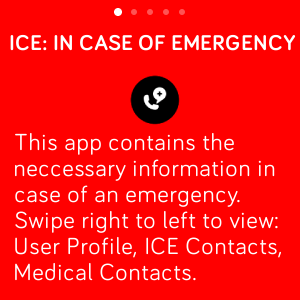 ICE: IN CASE OF EMERGENCY
This app contains the
neccessary information in
case of an emergency.
Swipe right to left to view:
User Profile, ICE Contacts,
Medical Contacts.